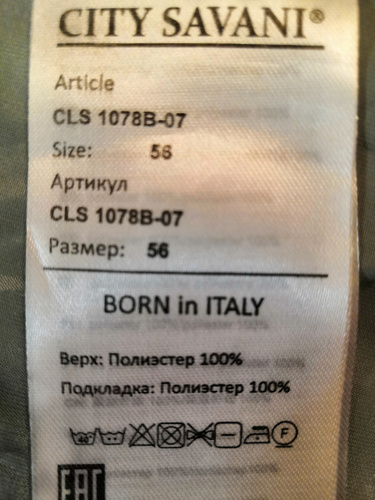 CITY SAVANI®
Article
CLS 1078B-07
Size: 56
Артикул
CLS 1078B-07
Размер: 56
BORN in ITALY
Верх: Полиэстер 100%
Подкладка: Полиэстер 100%
F
EAC